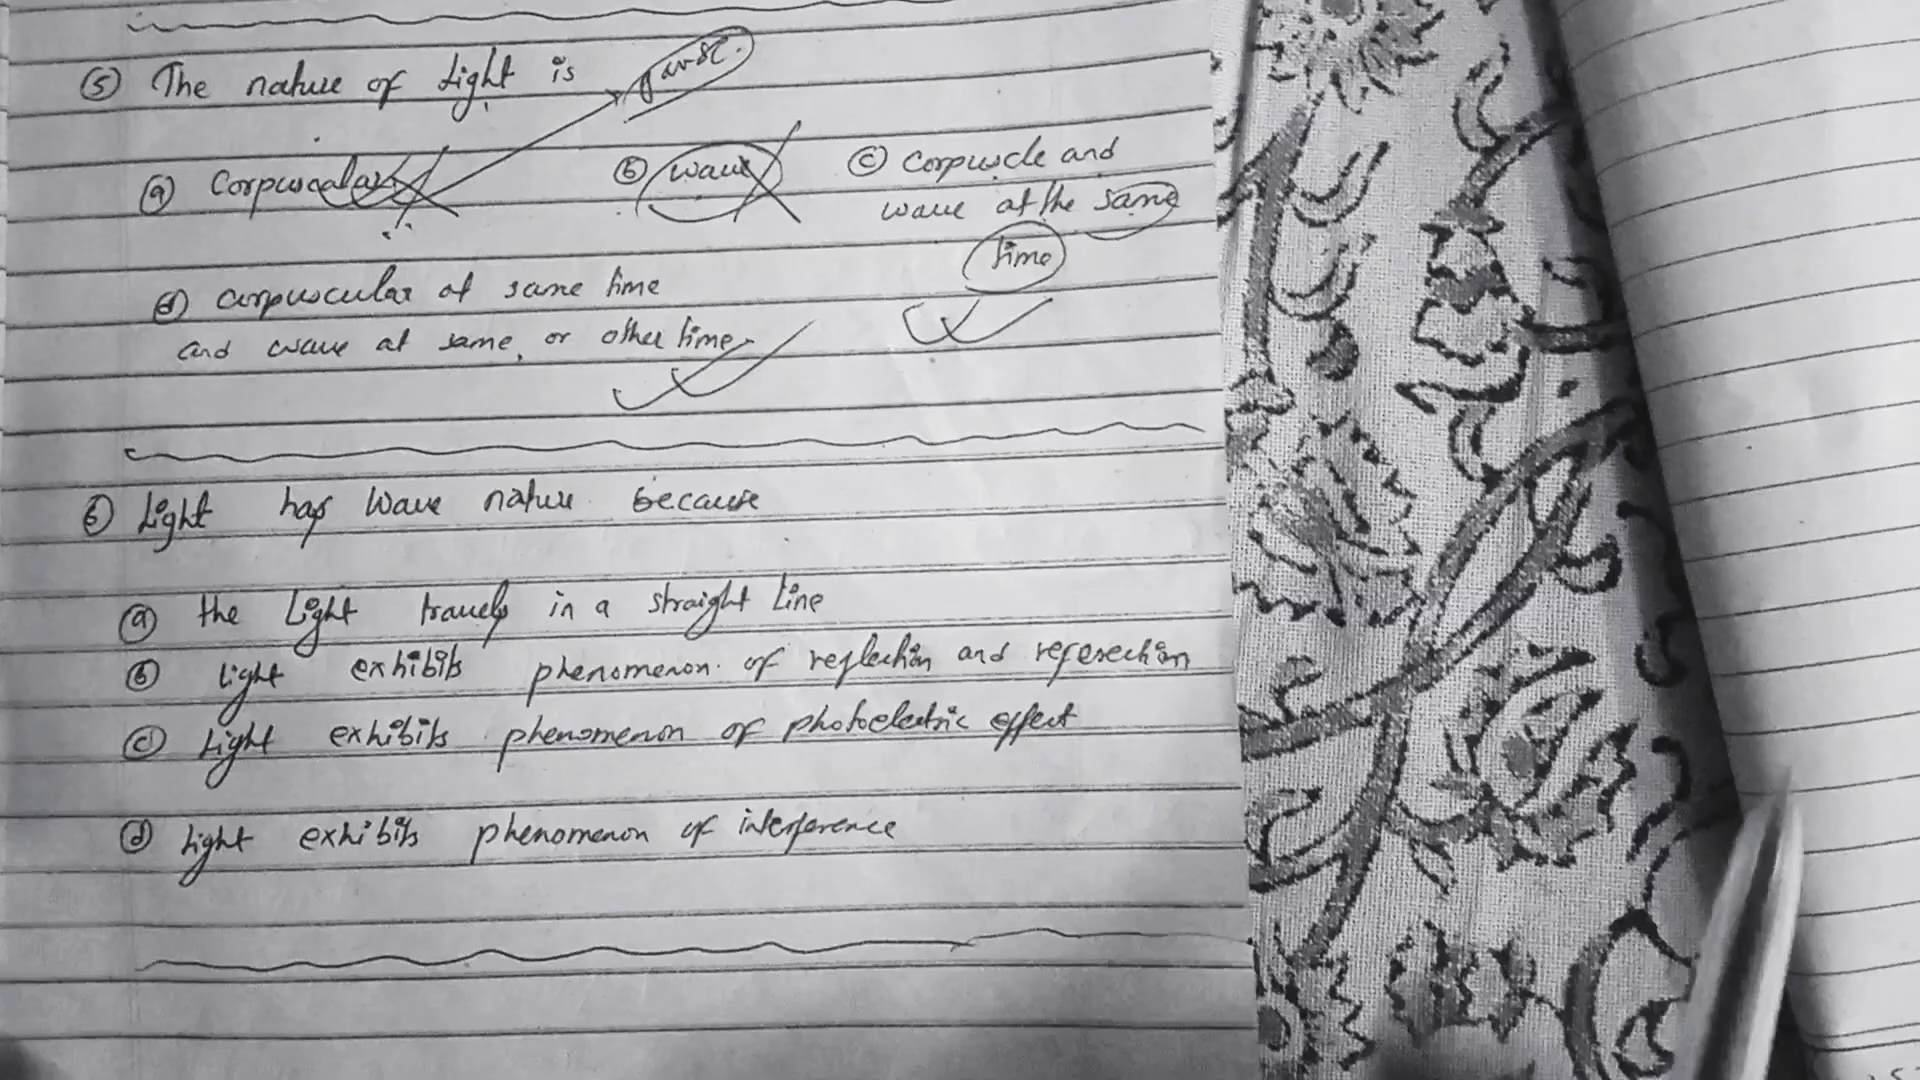 ⑤ The nature of Light is
ⓐ Corpuscular ⓑ wave ⓒ corpuscle and
wave at the same
time
ⓓ corpuscular at same time
and wave at same, or other time
⑥ Light has wave nature because
ⓐ the Light travels in a straight Line
ⓑ Light exhibits phenomenon of reflection and referection
ⓒ Light exhibits phenomenon of photoelectric effect
ⓓ Light exhibits phenomenon of interference